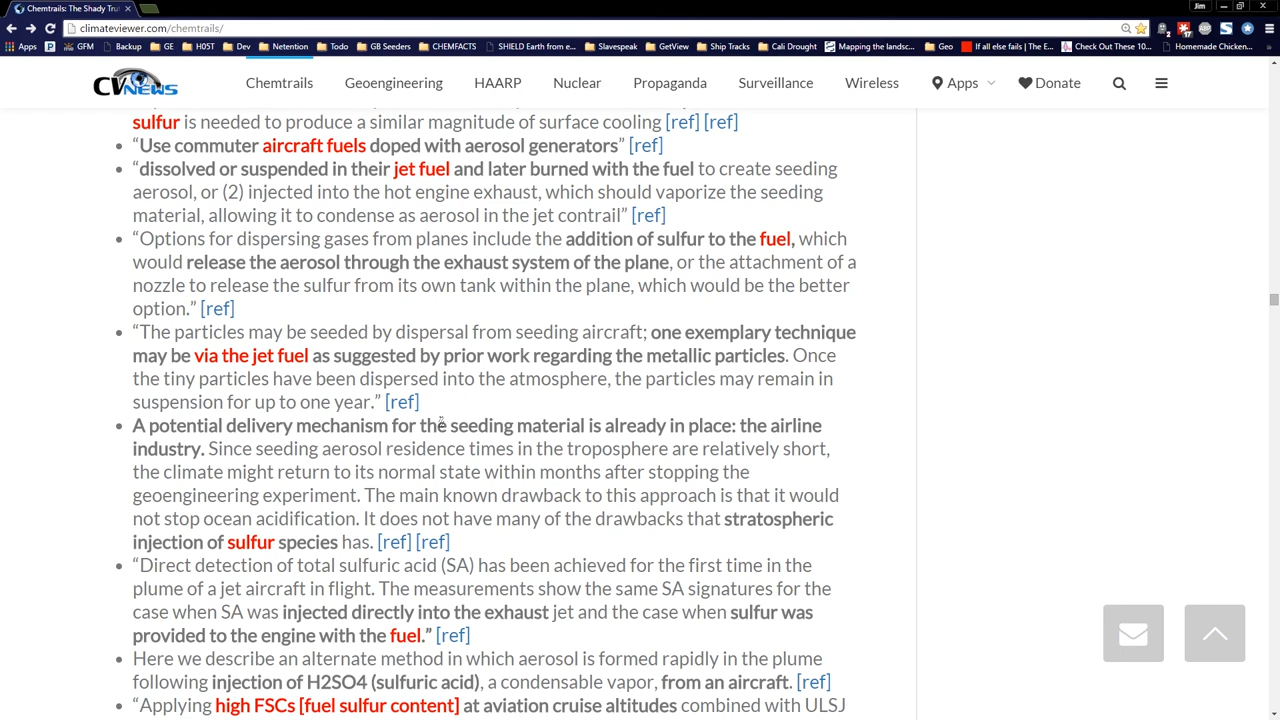 Chemtrails: The Shady Tru
Jim
climateviewer.com/chemtrails/
Apps GFM Backup GE H05T Dev Netention Todo GB Seeders CHEMFACTS SHIELD Earth from e... Slavespeak GetView Ship Tracks Cali Drought Mapping the landsc... Geo If all else fails | The E... Check Out These 10... Homemade Chicken...
CV NEWS Chemtrails Geoengineering HAARP Nuclear Propaganda Surveillance Wireless Apps Donate
sulfur is needed to produce a similar magnitude of surface cooling [ref] [ref]
“Use commuter aircraft fuels doped with aerosol generators” [ref]
“dissolved or suspended in their jet fuel and later burned with the fuel to create seeding
aerosol, or (2) injected into the hot engine exhaust, which should vaporize the seeding
material, allowing it to condense as aerosol in the jet contrail” [ref]
“Options for dispersing gases from planes include the addition of sulfur to the fuel, which
would release the aerosol through the exhaust system of the plane, or the attachment of a
nozzle to release the sulfur from its own tank within the plane, which would be the better
option.” [ref]
“The particles may be seeded by dispersal from seeding aircraft; one exemplary technique
may be via the jet fuel as suggested by prior work regarding the metallic particles. Once
the tiny particles have been dispersed into the atmosphere, the particles may remain in
suspension for up to one year.” [ref]
A potential delivery mechanism for the seeding material is already in place: the airline
industry. Since seeding aerosol residence times in the troposphere are relatively short,
the climate might return to its normal state within months after stopping the
geoengineering experiment. The main known drawback to this approach is that it would
not stop ocean acidification. It does not have many of the drawbacks that stratospheric
injection of sulfur species has. [ref] [ref]
“Direct detection of total sulfuric acid (SA) has been achieved for the first time in the
plume of a jet aircraft in flight. The measurements show the same SA signatures for the
case when SA was injected directly into the exhaust jet and the case when sulfur was
provided to the engine with the fuel.” [ref]
Here we describe an alternate method in which aerosol is formed rapidly in the plume
following injection of H2SO4 (sulfuric acid), a condensable vapor, from an aircraft. [ref]
“Applying high FSCs [fuel sulfur content] at aviation cruise altitudes combined with ULSJ